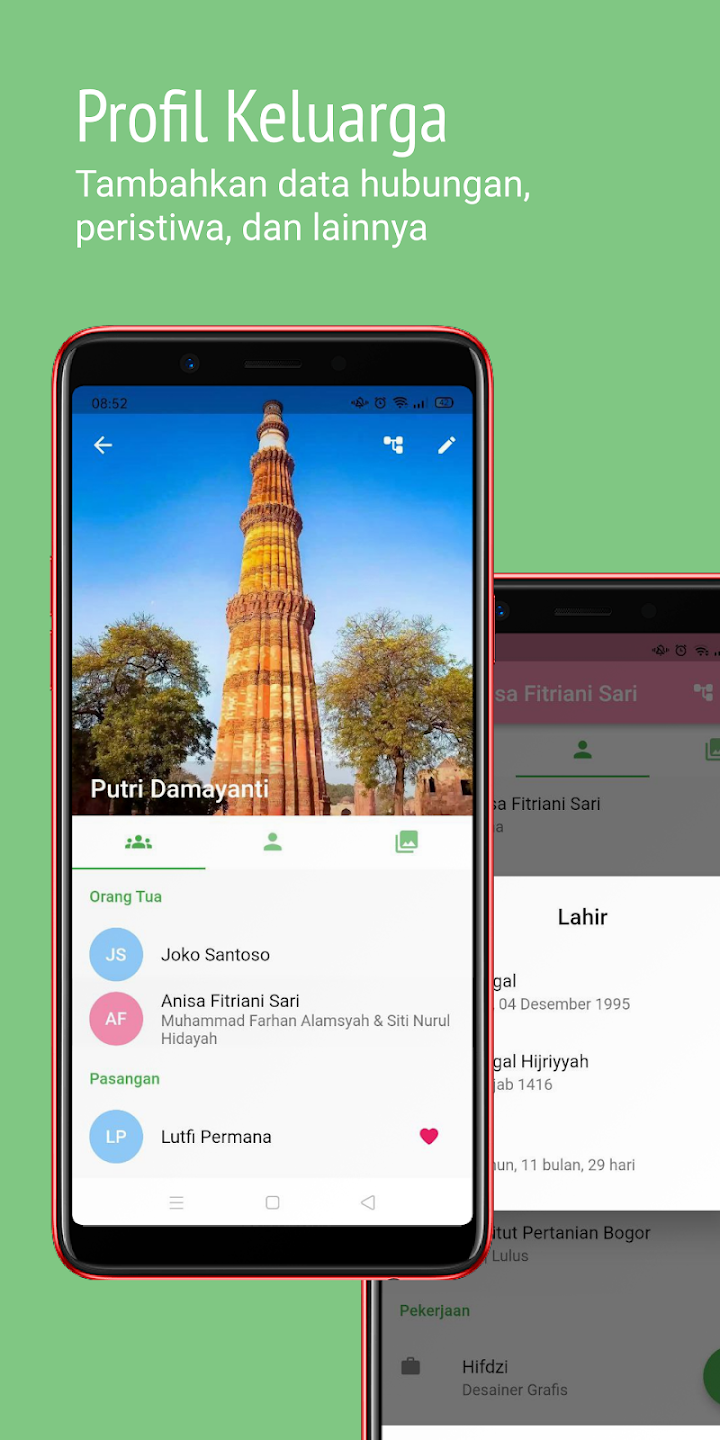 Profil Keluarga
Tambahkan data hubungan,
peristiwa, dan lainnya
08:52
42
Putri Damayanti
Orang Tua
JS
Joko Santoso
AF
Anisa Fitriani Sari
Muhammad Farhan Alamsyah & Siti Nurul
Hidayah
Pasangan
LP
Lutfi Permana
sa Fitriani Sari
sa Fitriani Sari
Lahir
gal
, 04 Desember 1995
gal Hijriyyah
jab 1416
hun, 11 bulan, 29 hari
itut Pertanian Bogor
Lulus
Pekerjaan
Hifdzi
Desainer Grafis